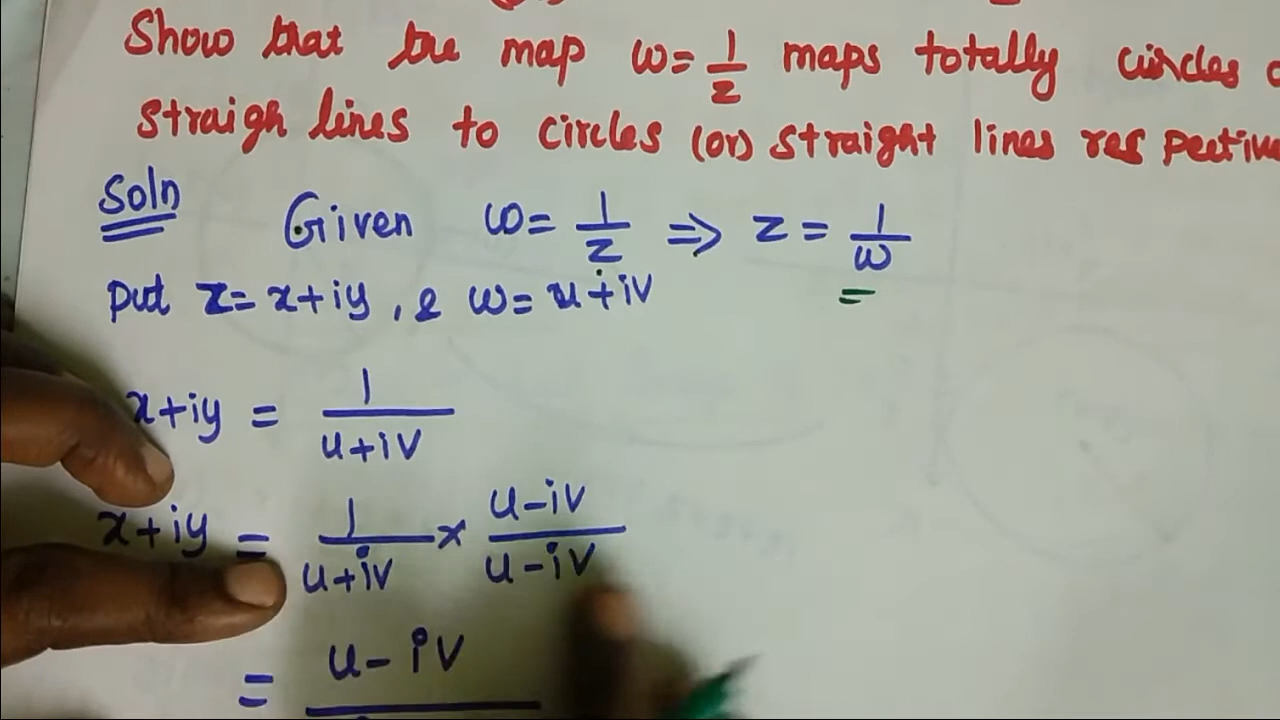 Show that the map w = 1/z maps totally circles
straigh lines to circles (or) straight lines
Soln Given w = 1/z ⇒ z = 1/w
put z = x+iy , & w = u+iv
x+iy = 1/(u+iv)
x+iy = 1/(u+iv) × (u-iv)/(u-iv)
= u-iv